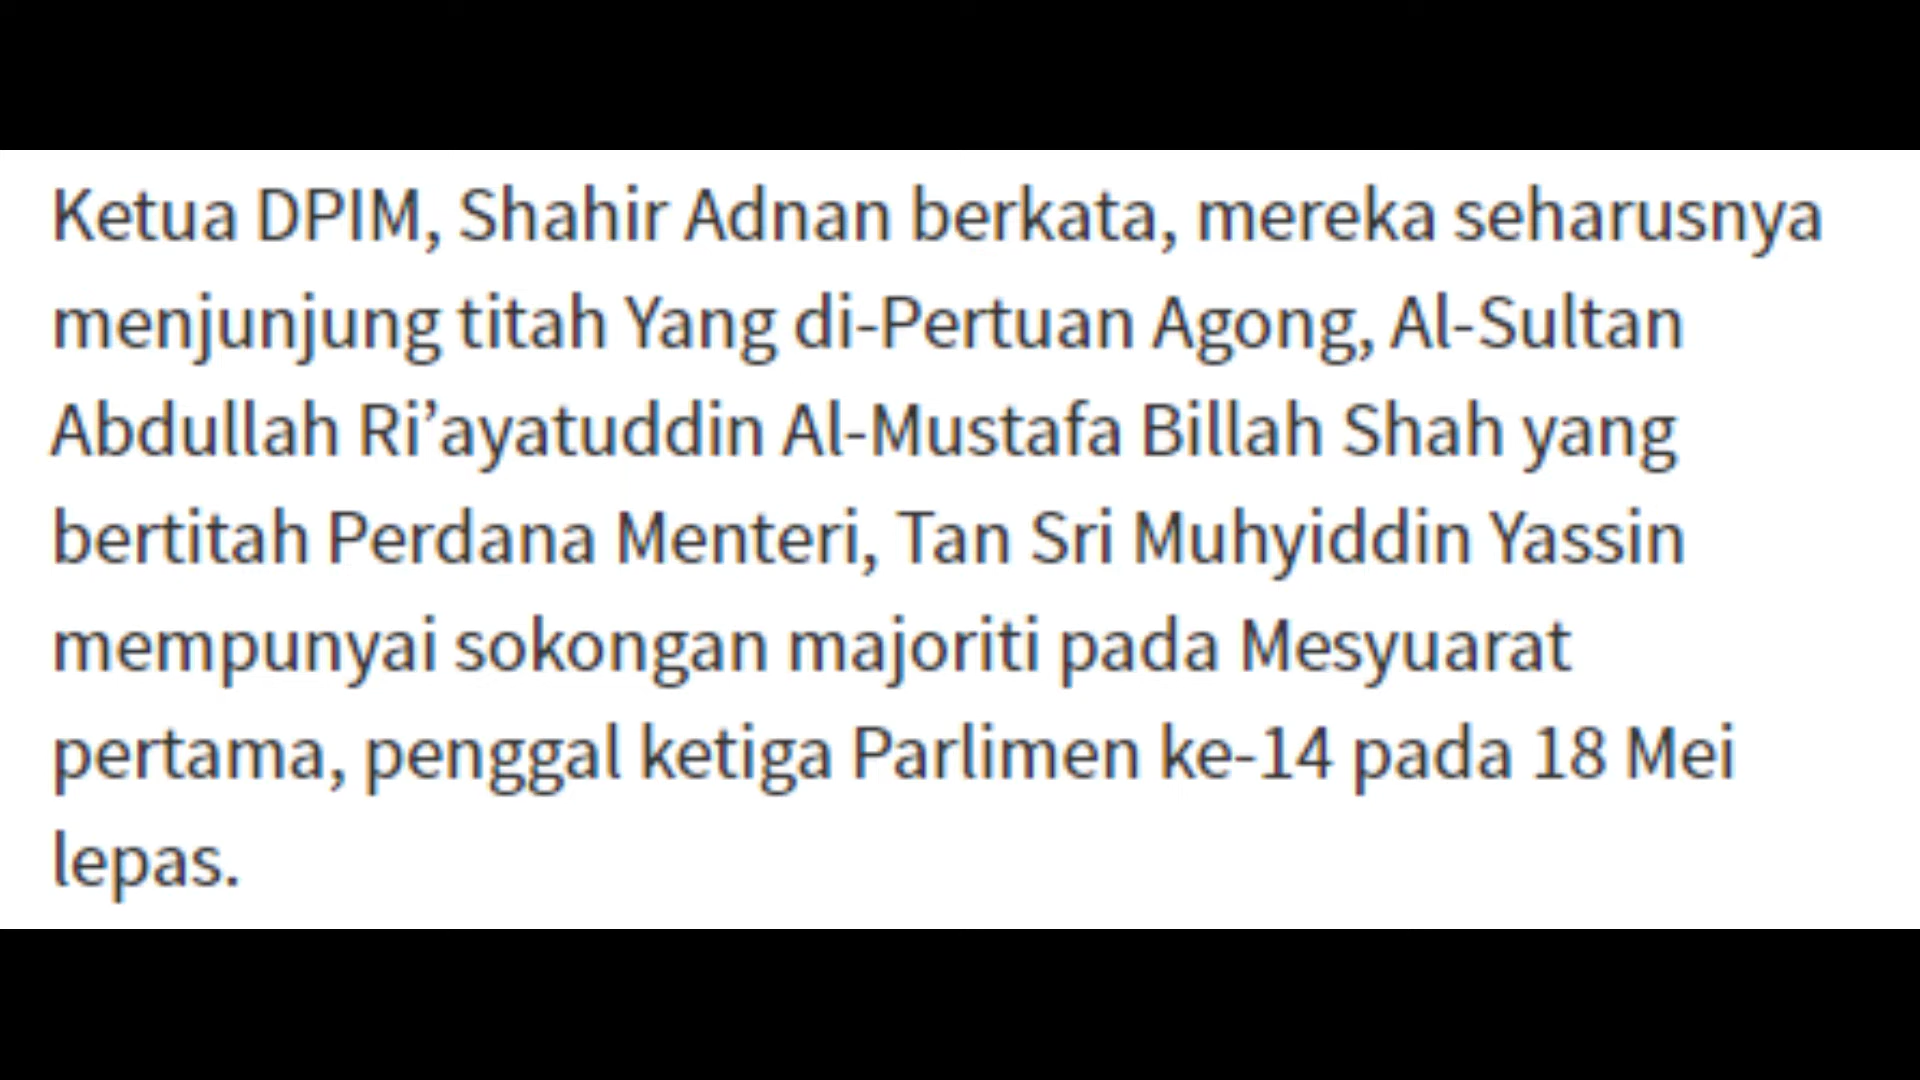 Ketua DPIM, Shahir Adnan berkata, mereka seharusnya
menjunjung titah Yang di-Pertuan Agong, Al-Sultan
Abdullah Ri’ayatuddin Al-Mustafa Billah Shah yang
bertitah Perdana Menteri, Tan Sri Muhyiddin Yassin
mempunyai sokongan majoriti pada Mesyuarat
pertama, penggal ketiga Parlimen ke-14 pada 18 Mei
lepas.